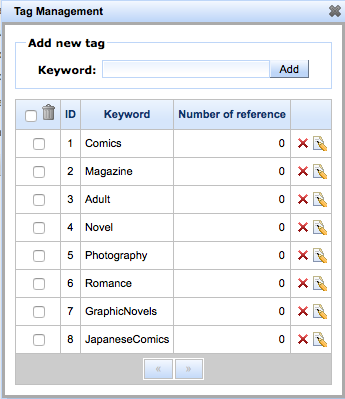 Tag Management
Add new tag
Keyword: Add
ID Keyword Number of reference
1 Comics 0
2 Magazine 0
3 Adult 0
4 Novel 0
5 Photography 0
6 Romance 0
7 GraphicNovels 0
8 JapaneseComics 0
« »